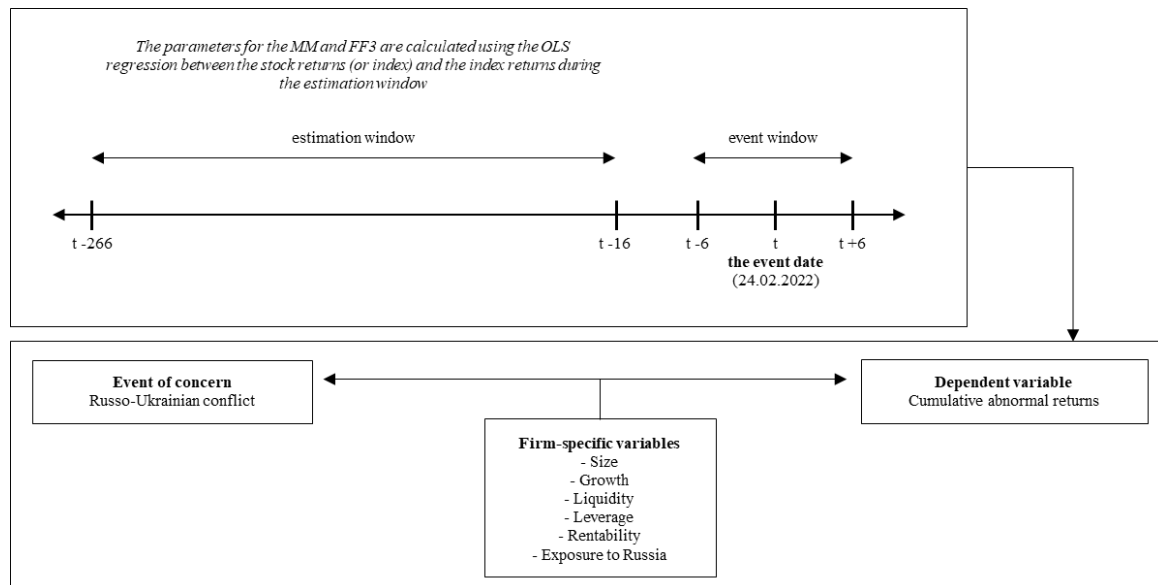 The parameters for the MM and FF3 are calculated using the OLS
regression between the stock returns (or index) and the index returns during
the estimation window
estimation window
event window
t -266
t -16
t -6
t
t +6
the event date
(24.02.2022)
Event of concern
Russo-Ukrainian conflict
Dependent variable
Cumulative abnormal returns
Firm-specific variables
- Size
- Growth
- Liquidity
- Leverage
- Rentability
- Exposure to Russia